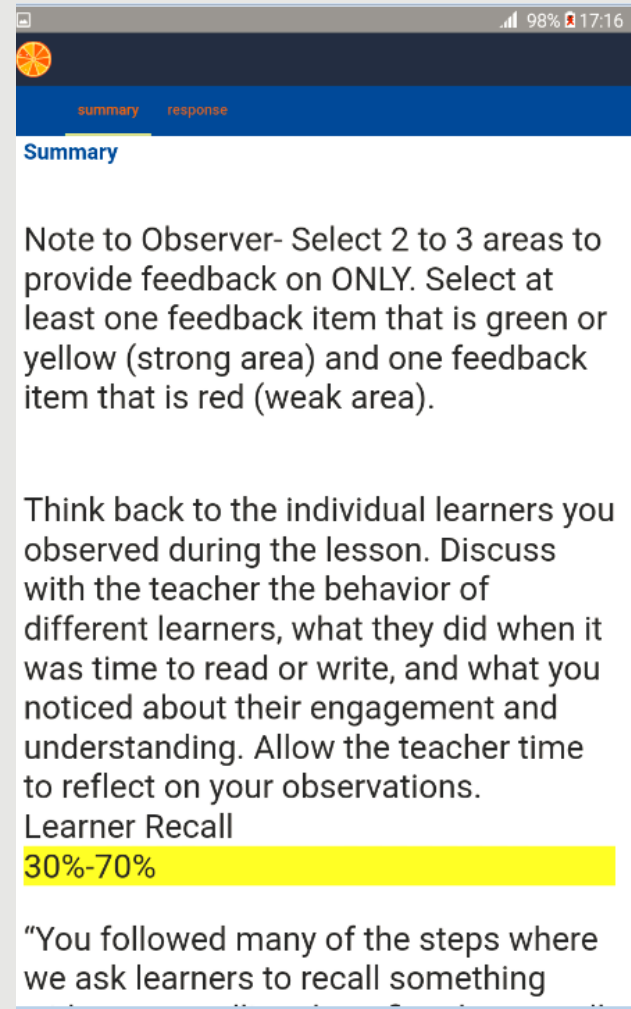 98% 17:16
summary response
Summary
Note to Observer- Select 2 to 3 areas to
provide feedback on ONLY. Select at
least one feedback item that is green or
yellow (strong area) and one feedback
item that is red (weak area).
Think back to the individual learners you
observed during the lesson. Discuss
with the teacher the behavior of
different learners, what they did when it
was time to read or write, and what you
noticed about their engagement and
understanding. Allow the teacher time
to reflect on your observations.
Learner Recall
30%-70%
“You followed many of the steps where
we ask learners to recall something